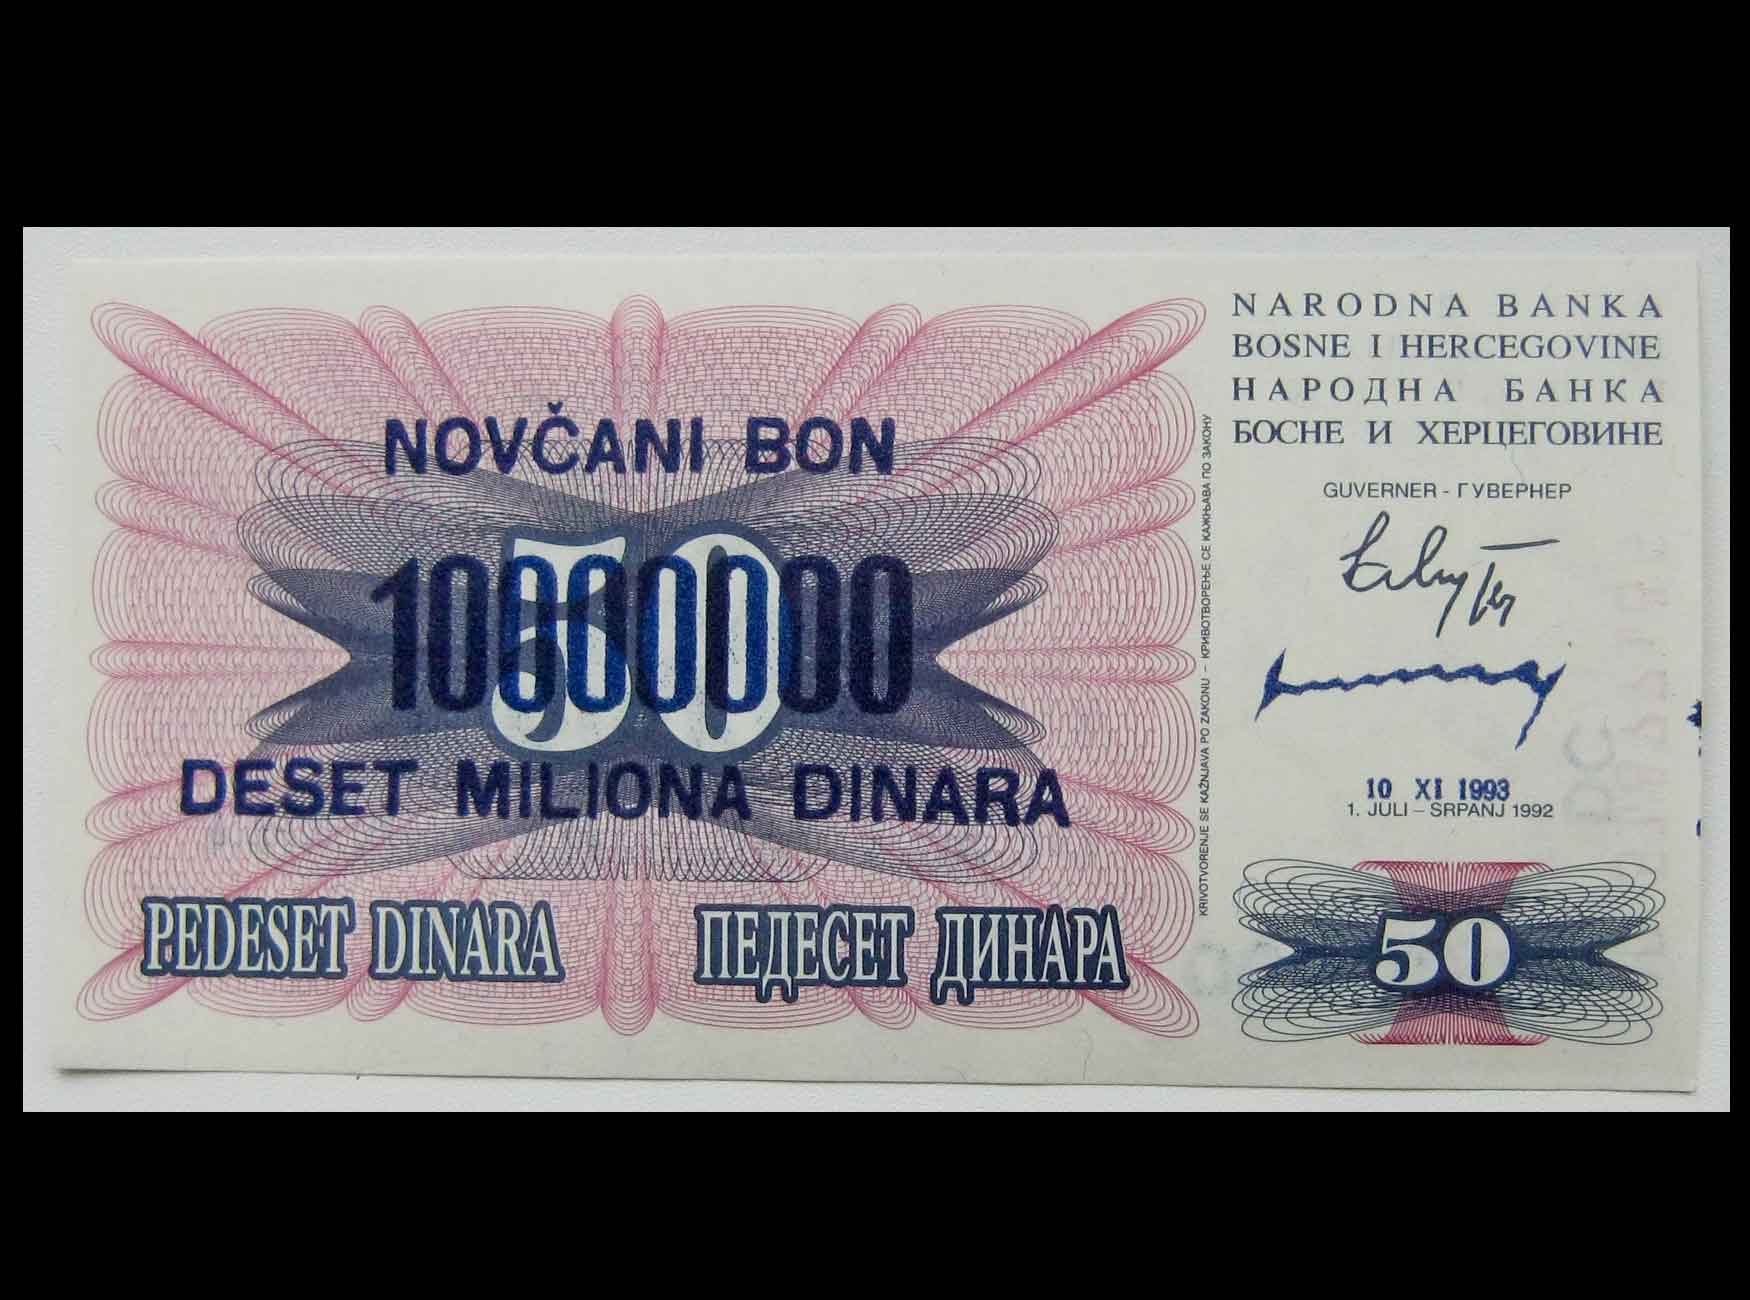 NARODNA BANKA
BOSNE I HERCEGOVINE
НАРОДНА БАНКА
БОСНЕ И ХЕРЦЕГОВИНЕ
GUVERNER - ГУВЕРНЕР
NOVČANI BON
50
10000000
DESET MILIONA DINARA
10 XI 1993
1. JULI – SRPANJ 1992
PEDESET DINARA ПЕДЕСЕТ ДИНАРА
50
KRIVOTVORENJE SE KAŽNJAVA PO ZAKONU – КРИВОТВОРЕЊЕ СЕ КАЖЊАВА ПО ЗАКОНУ